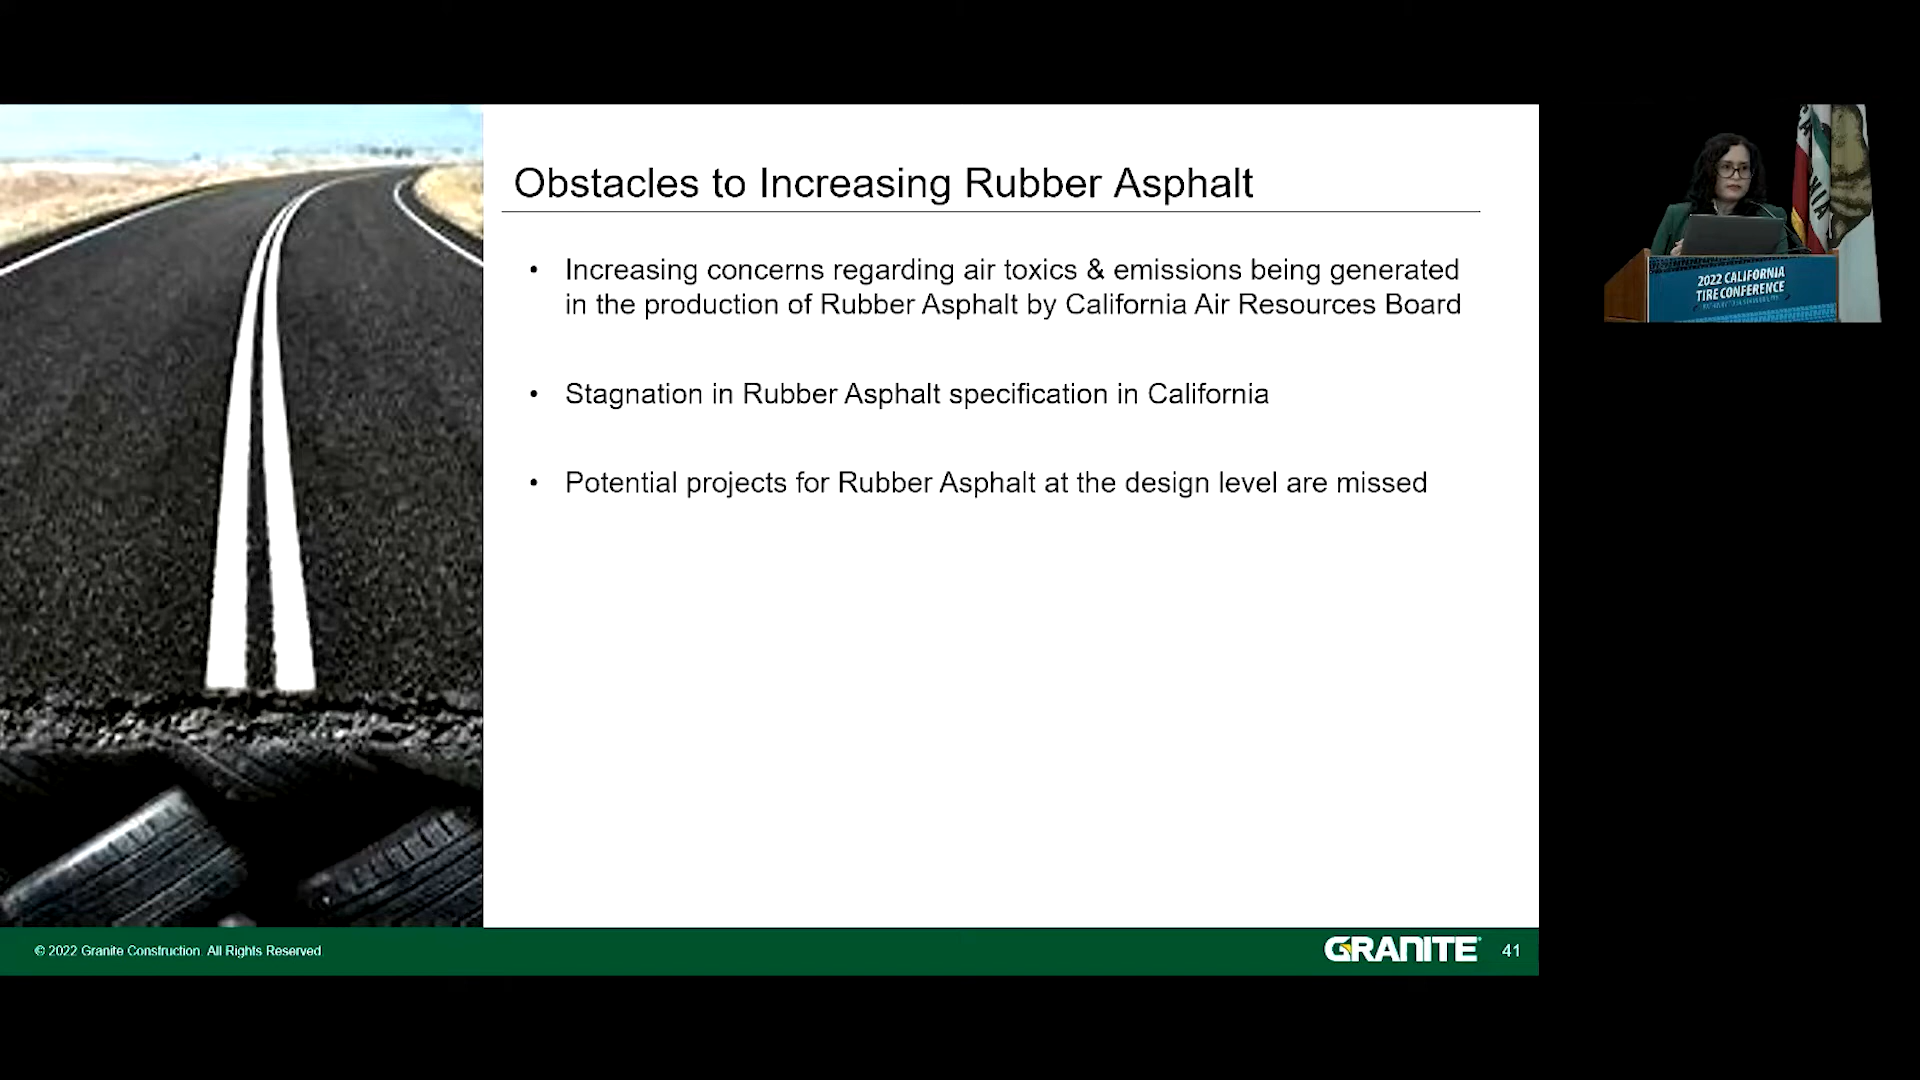 Obstacles to Increasing Rubber Asphalt
• Increasing concerns regarding air toxics & emissions being generated
in the production of Rubber Asphalt by California Air Resources Board
• Stagnation in Rubber Asphalt specification in California
• Potential projects for Rubber Asphalt at the design level are missed
© 2022 Granite Construction. All Rights Reserved.
GRANITE
41
2022 CALIFORNIA
TIRE CONFERENCE